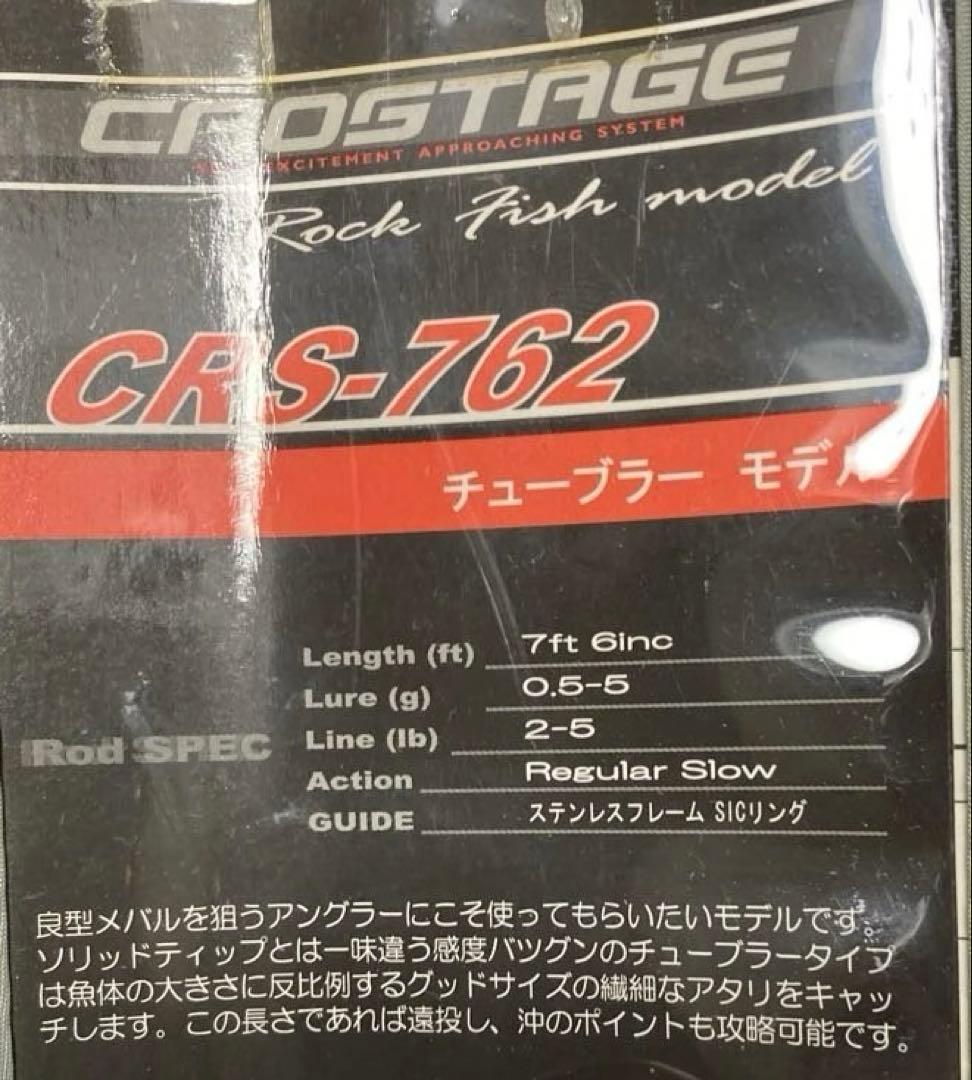 CROSTAGE
EXCITEMENT APPROACHING SYSTEM
Rock Fish model
CRS-762
チューブラー モデル
Rod SPEC
Length (ft) 7ft 6inc
Lure (g) 0.5-5
Line (lb) 2-5
Action Regular Slow
GUIDE ステンレスフレーム SICリング
良型メバルを狙うアングラーにこそ使ってもらいたいモデルです。
ソリッドティップとは一味違う感度バツグンのチューブラータイプ
は魚体の大きさに反比例するグッドサイズの繊細なアタリをキャッ
チします。この長さであれば遠投し、沖のポイントも攻略可能です。